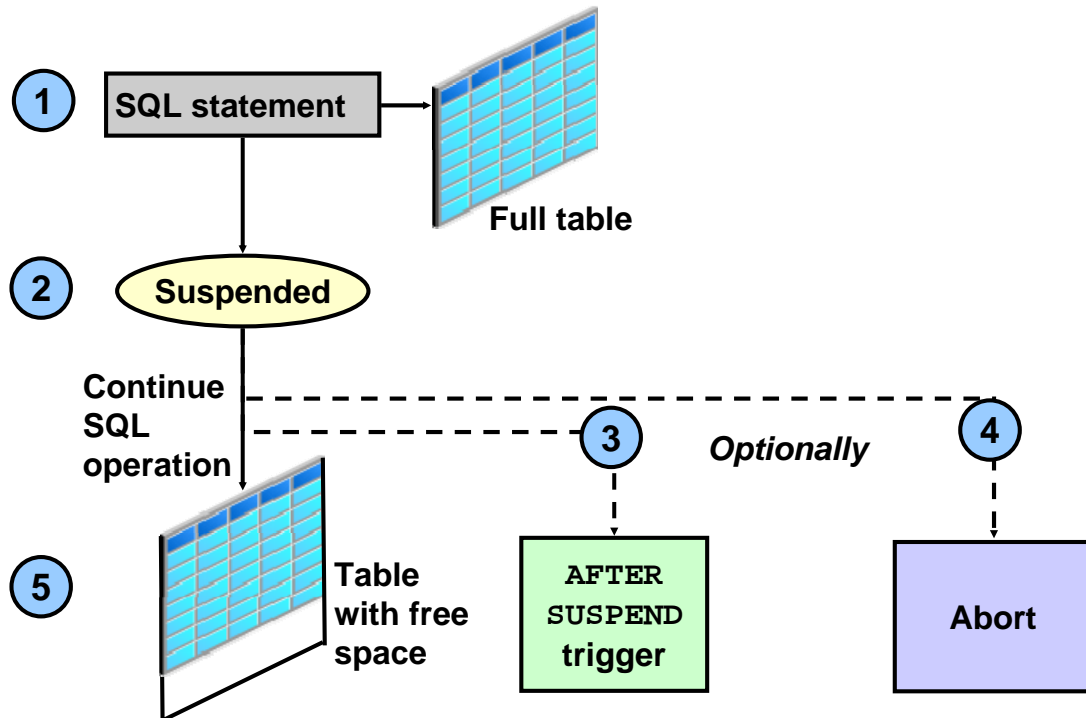 1
SQL statement
Full table
2
Suspended
Continue
SQL
operation
3
Optionally
4
5
Table
with free
space
AFTER
SUSPEND
trigger
Abort